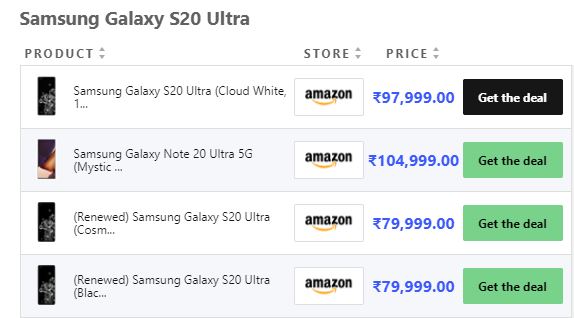 Samsung Galaxy S20 Ultra
PRODUCT STORE PRICE
Samsung Galaxy S20 Ultra (Cloud White,
1...
amazon ₹97,999.00 Get the deal
Samsung Galaxy Note 20 Ultra 5G
(Mystic ...
amazon ₹104,999.00 Get the deal
(Renewed) Samsung Galaxy S20 Ultra
(Cosm...
amazon ₹79,999.00 Get the deal
(Renewed) Samsung Galaxy S20 Ultra
(Blac...
amazon ₹79,999.00 Get the deal